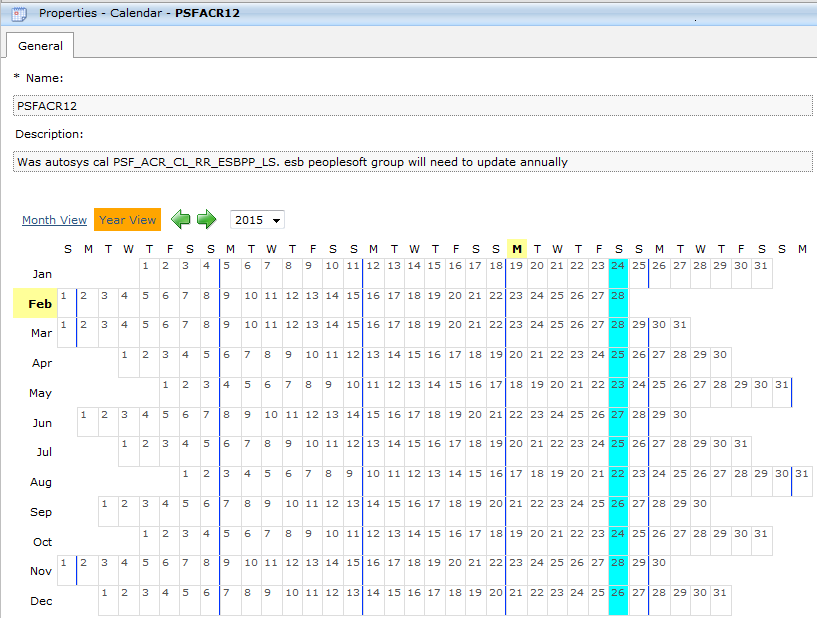 Properties - Calendar - PSFACR12
General
* Name:
PSFACR12
Description:
Was autosys cal PSF_ACR_CL_RR_ESBPP_LS. esb peoplesoft group will need to update annually
Month View Year View 2015
S M T W T F S S M T W T F S S M T W T F S S M T W T F S S M T W T F S S M
Jan 1 2 3 4 5 6 7 8 9 10 11 12 13 14 15 16 17 18 19 20 21 22 23 24 25 26 27 28 29 30 31
Feb 1 2 3 4 5 6 7 8 9 10 11 12 13 14 15 16 17 18 19 20 21 22 23 24 25 26 27 28
Mar 1 2 3 4 5 6 7 8 9 10 11 12 13 14 15 16 17 18 19 20 21 22 23 24 25 26 27 28 29 30 31
Apr 1 2 3 4 5 6 7 8 9 10 11 12 13 14 15 16 17 18 19 20 21 22 23 24 25 26 27 28 29 30
May 1 2 3 4 5 6 7 8 9 10 11 12 13 14 15 16 17 18 19 20 21 22 23 24 25 26 27 28 29 30 31
Jun 1 2 3 4 5 6 7 8 9 10 11 12 13 14 15 16 17 18 19 20 21 22 23 24 25 26 27 28 29 30
Jul 1 2 3 4 5 6 7 8 9 10 11 12 13 14 15 16 17 18 19 20 21 22 23 24 25 26 27 28 29 30 31
Aug 1 2 3 4 5 6 7 8 9 10 11 12 13 14 15 16 17 18 19 20 21 22 23 24 25 26 27 28 29 30 31
Sep 1 2 3 4 5 6 7 8 9 10 11 12 13 14 15 16 17 18 19 20 21 22 23 24 25 26 27 28 29 30
Oct 1 2 3 4 5 6 7 8 9 10 11 12 13 14 15 16 17 18 19 20 21 22 23 24 25 26 27 28 29 30 31
Nov 1 2 3 4 5 6 7 8 9 10 11 12 13 14 15 16 17 18 19 20 21 22 23 24 25 26 27 28 29 30
Dec 1 2 3 4 5 6 7 8 9 10 11 12 13 14 15 16 17 18 19 20 21 22 23 24 25 26 27 28 29 30 31